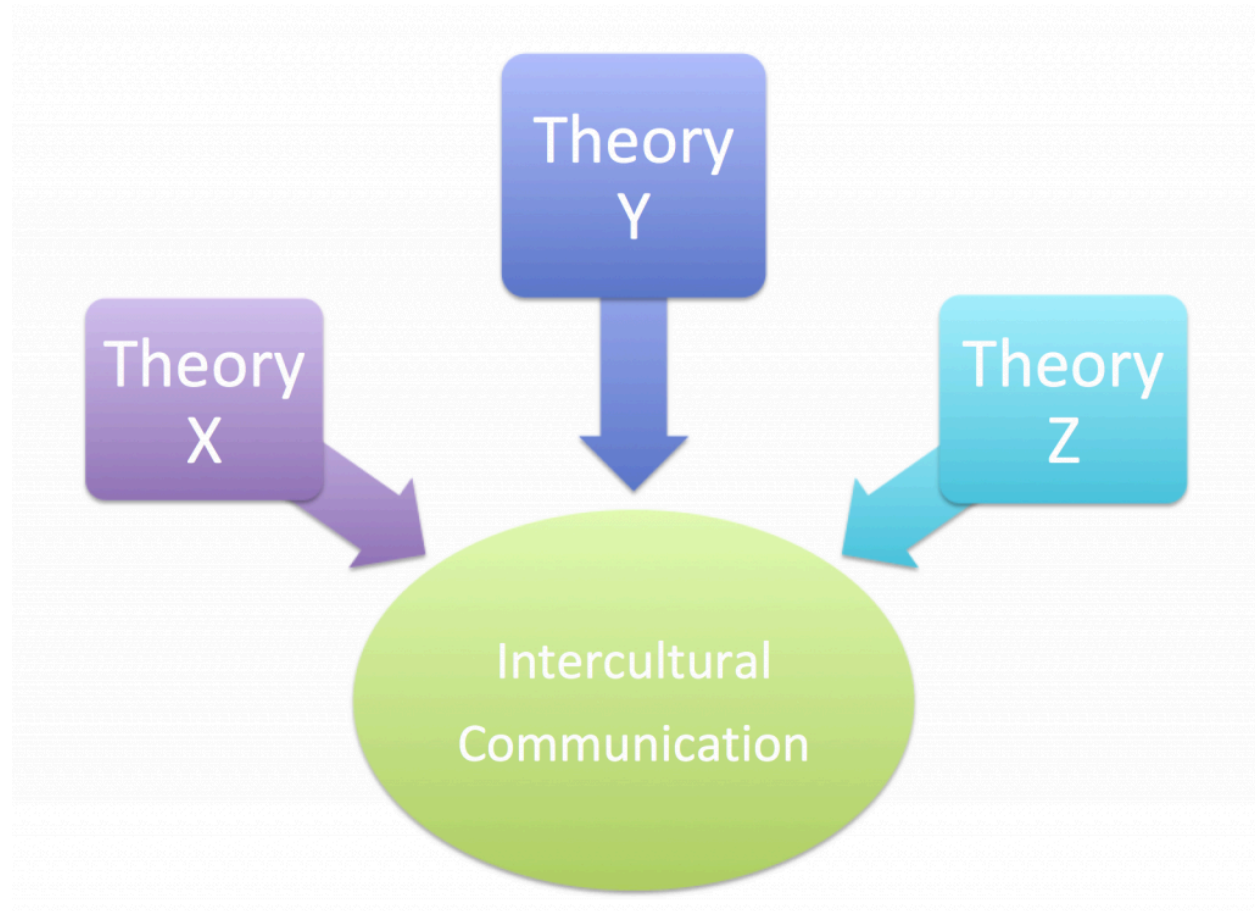 Theory
Y
Theory
X
Theory
Z
Intercultural
Communication